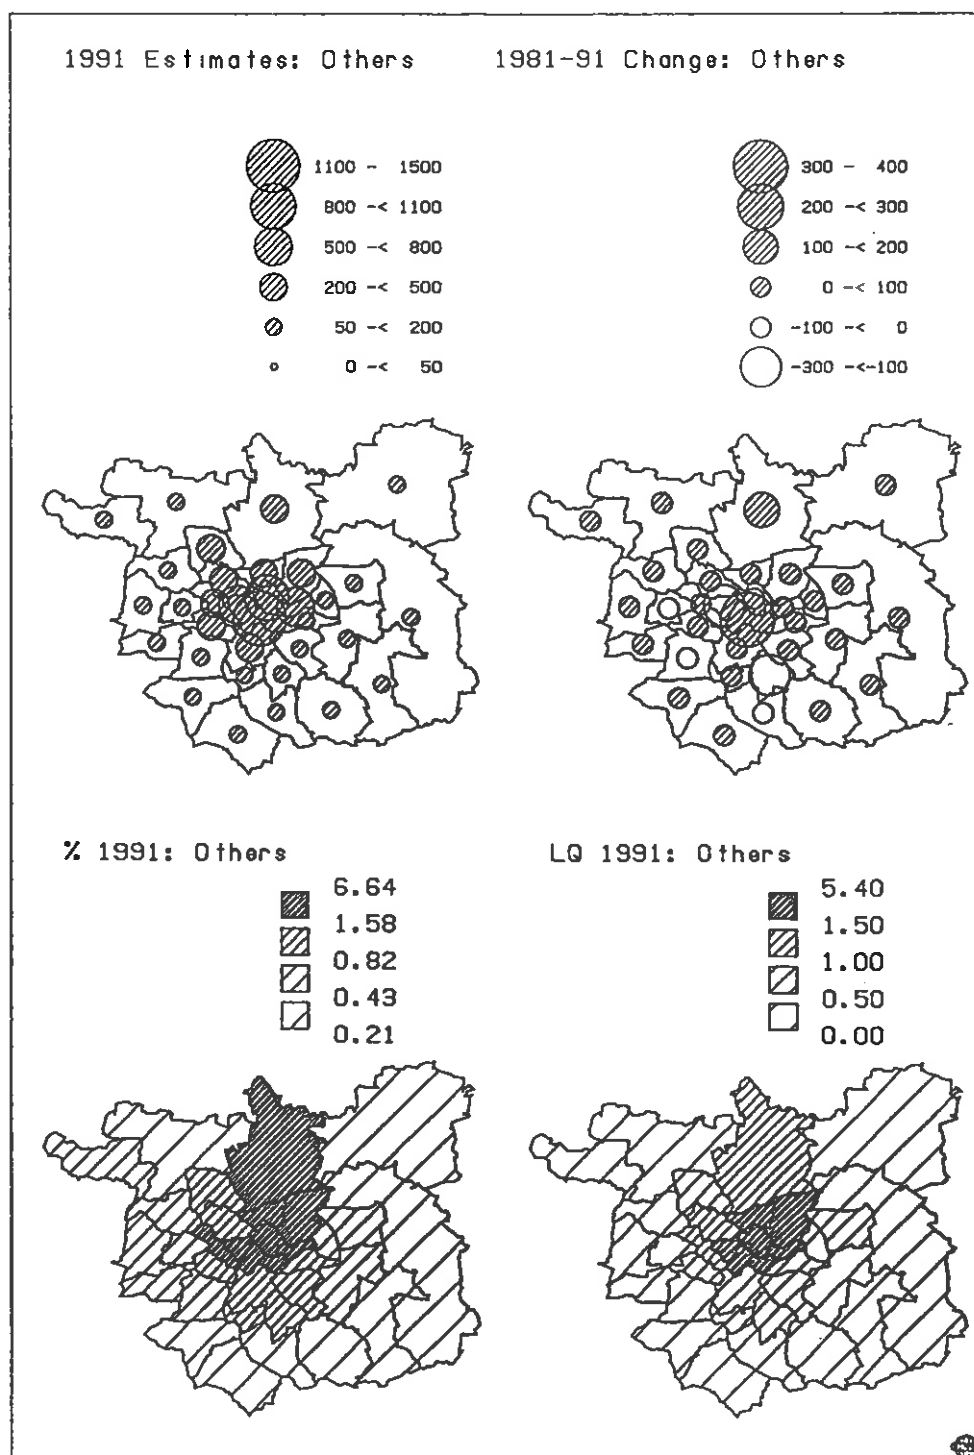 1991 Estimates: Others
1100 - 1500
800 -< 1100
500 -< 800
200 -< 500
50 -< 200
0 -< 50
1981-91 Change: Others
300 - 400
200 -< 300
100 -< 200
0 -< 100
-100 -< 0
-300 -<-100
% 1991: Others
6.64
1.58
0.82
0.43
0.21
LQ 1991: Others
5.40
1.50
1.00
0.50
0.00